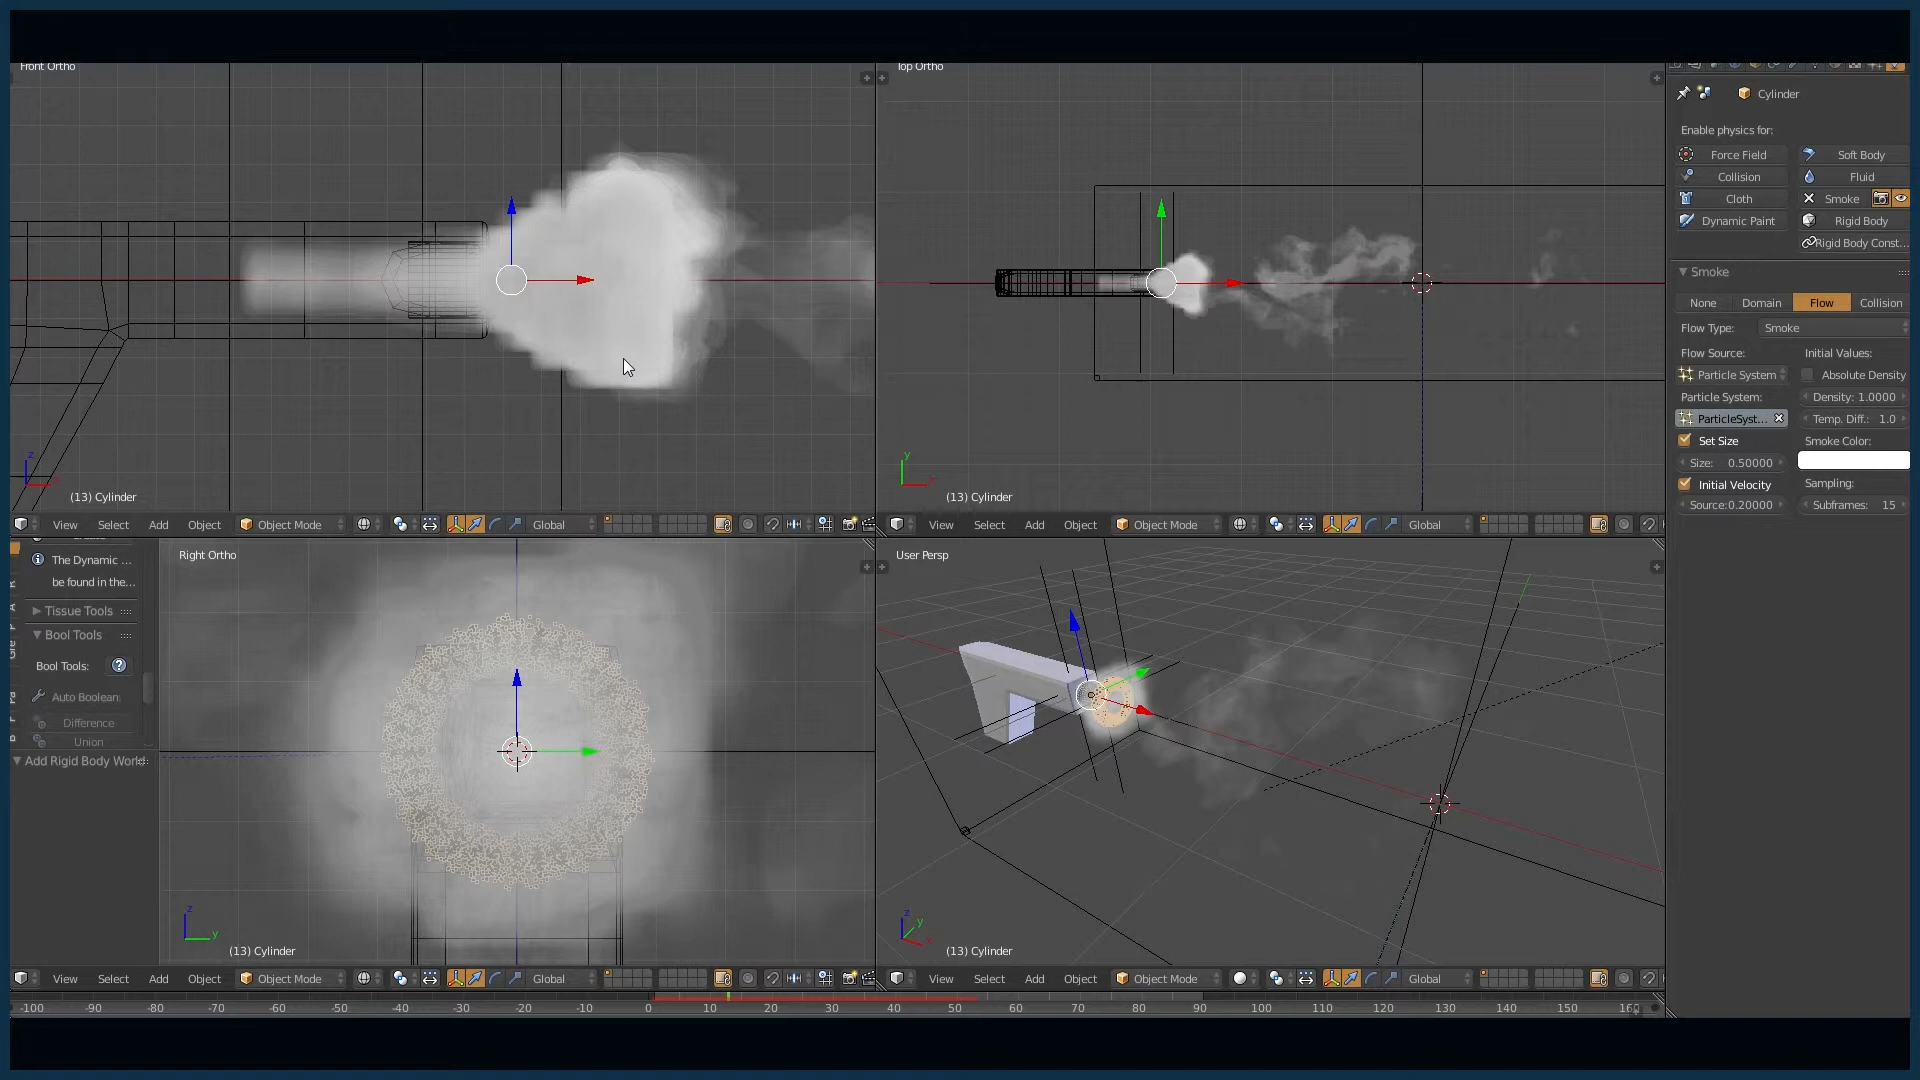 Front Ortho
Top Ortho
Cylinder
Enable physics for:
Force Field
Soft Body
Collision
Fluid
Cloth
Smoke
Dynamic Paint
Rigid Body
Rigid Body Const...
Smoke
None
Domain
Flow
Collision
Flow Type:
Smoke
Flow Source:
Initial Values:
Particle System
Absolute Density
Particle System:
Density: 1.0000
ParticleSyst...
Temp. Diff.: 1.0
Set Size
Smoke Color:
Size: 0.50000
Initial Velocity
Sampling:
Source:0.20000
Subframes: 15
z
y
(13) Cylinder
(13) Cylinder
View Select Add Object Object Mode Global
View Select Add Object Object Mode Global
The Dynamic ...
be found in the...
Tissue Tools
Bool Tools
Bool Tools:
Auto Boolean
Difference
Union
Add Rigid Body World
Right Ortho
User Persp
z
y
z
y
x
(13) Cylinder
(13) Cylinder
View Select Add Object Object Mode Global
View Select Add Object Object Mode Global
-100 -90 -80 -70 -60 -50 -40 -30 -20 -10 0 10 20 30 40 50 60 70 80 90 100 110 120 130 140 150 160